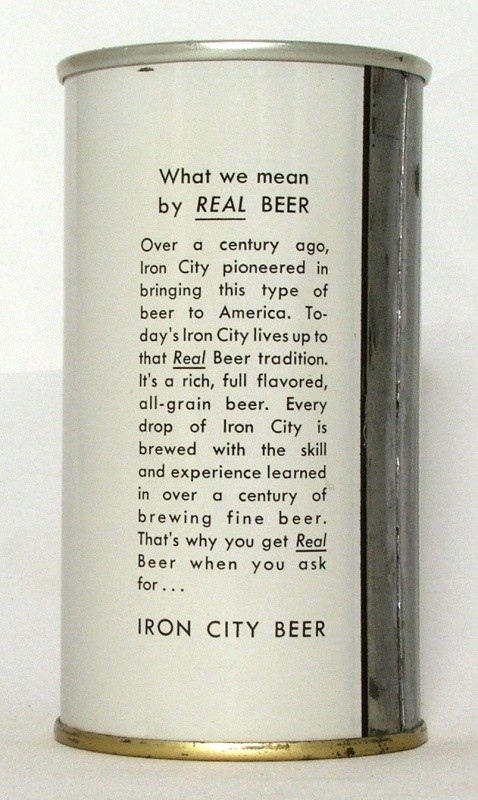 What we mean
by REAL BEER
Over a century ago,
Iron City pioneered in
bringing this type of
beer to America. To-
day's Iron City lives up to
that Real Beer tradition.
It's a rich, full flavored,
all-grain beer. Every
drop of Iron City is
brewed with the skill
and experience learned
in over a century of
brewing fine beer.
That's why you get Real
Beer when you ask
for...
IRON CITY BEER